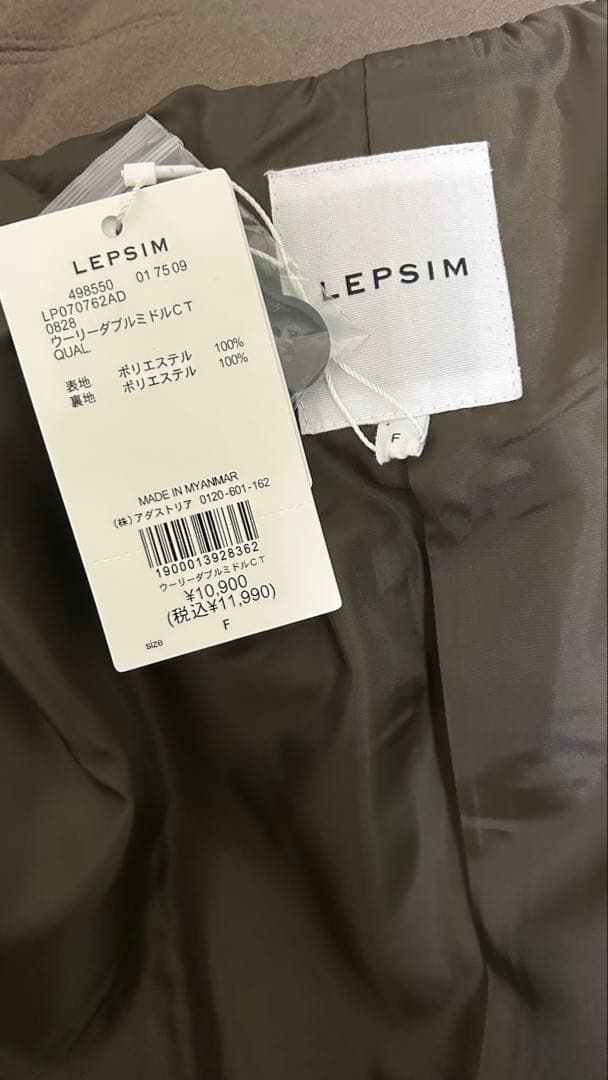 LEPSIM
498550 01 75 09
LP070762AD
0828
ウーリーダブルミドルCT
QUAL.
表地 ポリエステル 100%
裏地 ポリエステル 100%
MADE IN MYANMAR
(株)アダストリア 0120-601-162
1900013928362
ウーリーダブルミドルCT
¥10,900
(税込¥11,990)
size F
LEPSIM
F